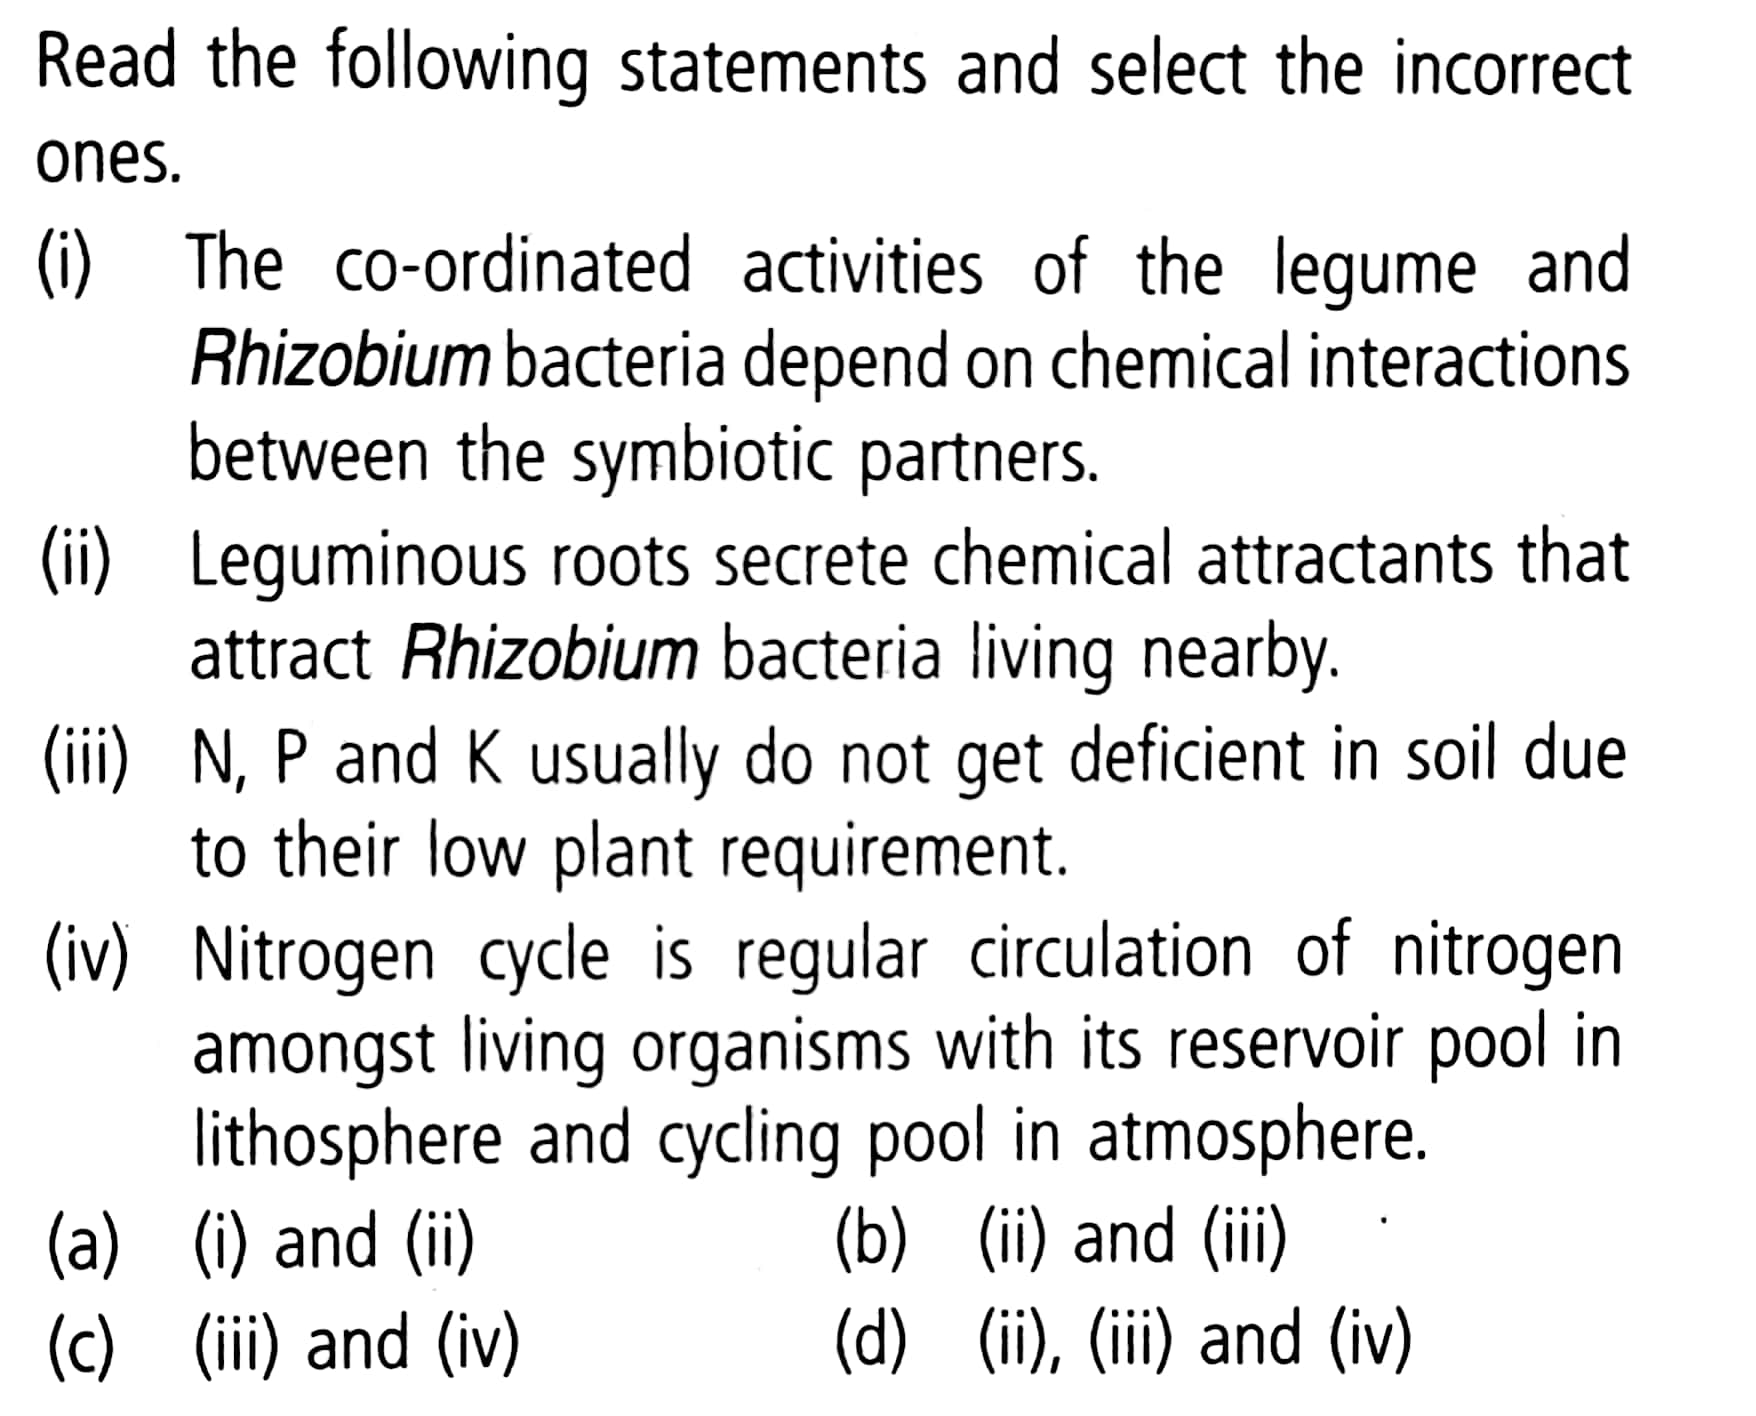 Read the following statements and select the incorrect
ones.
(i) The co-ordinated activities of the legume and
Rhizobium bacteria depend on chemical interactions
between the symbiotic partners.
(ii) Leguminous roots secrete chemical attractants that
attract Rhizobium bacteria living nearby.
(iii) N, P and K usually do not get deficient in soil due
to their low plant requirement.
(iv) Nitrogen cycle is regular circulation of nitrogen
amongst living organisms with its reservoir pool in
lithosphere and cycling pool in atmosphere.
(a) (i) and (ii) (b) (ii) and (iii)
(c) (iii) and (iv) (d) (ii), (iii) and (iv)